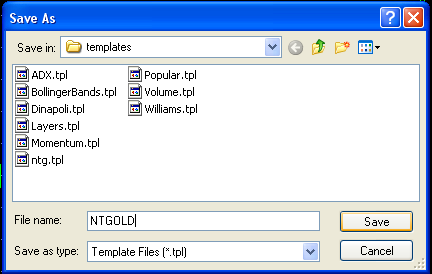 Save As
Save in: templates
ADX.tpl
BollingerBands.tpl
Dinapoli.tpl
Layers.tpl
Momentum.tpl
ntg.tpl
Popular.tpl
Volume.tpl
Williams.tpl
File name: NTGOLD
Save
Save as type: Template Files (*.tpl)
Cancel